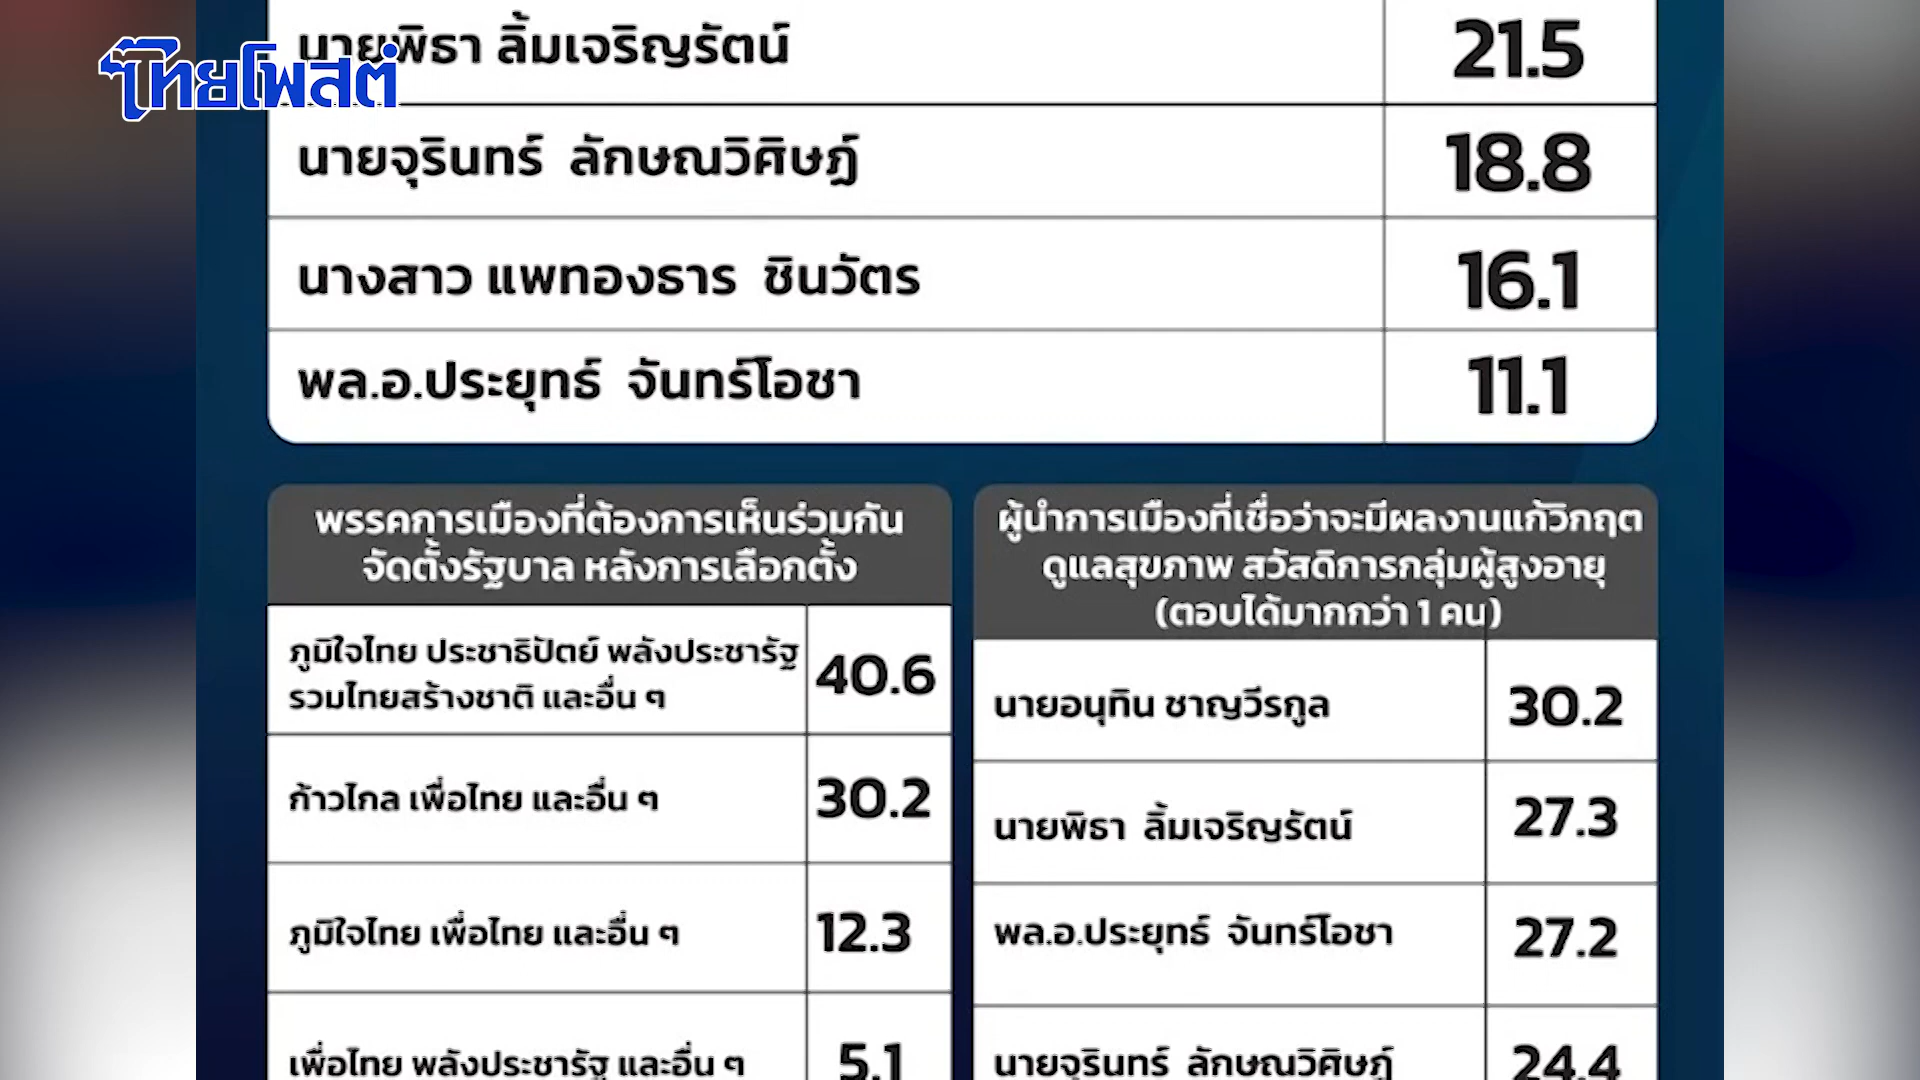 ไทยโพสต์
นายพิธา ลิ้มเจริญรัตน์ 21.5
นายจุรินทร์ ลักษณวิศิษฏ์ 18.8
นางสาว แพทองธาร ชินวัตร 16.1
พล.อ.ประยุทธ์ จันทร์โอชา 11.1
พรรคการเมืองที่ต้องการเห็นร่วมกัน
จัดตั้งรัฐบาล หลังการเลือกตั้ง
ภูมิใจไทย ประชาธิปัตย์ พลังประชารัฐ
รวมไทยสร้างชาติ และอื่น ๆ 40.6
ก้าวไกล เพื่อไทย และอื่น ๆ 30.2
ภูมิใจไทย เพื่อไทย และอื่น ๆ 12.3
เพื่อไทย พลังประชารัฐ และอื่น ๆ 5.1
ผู้นำการเมืองที่เชื่อว่าจะมีผลงานแก้วิกฤต
ดูแลสุขภาพ สวัสดิการกลุ่มผู้สูงอายุ
(ตอบได้มากกว่า 1 คน)
นายอนุทิน ชาญวีรกูล 30.2
นายพิธา ลิ้มเจริญรัตน์ 27.3
พล.อ.ประยุทธ์ จันทร์โอชา 27.2
นายจุรินทร์ ลักษณวิศิษฏ์ 24.4